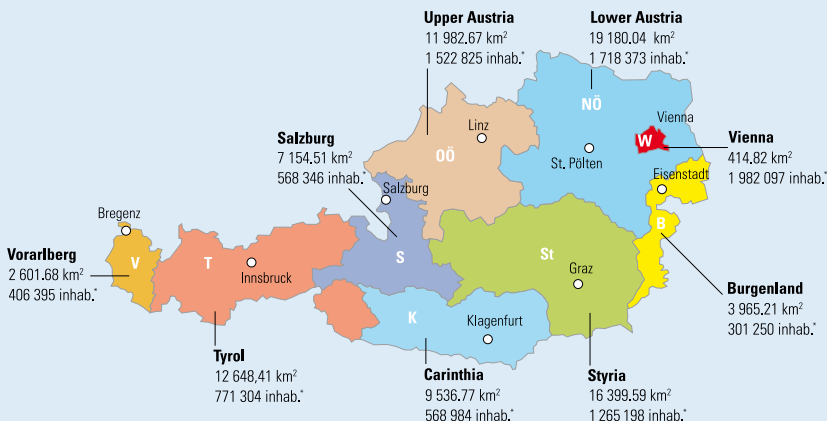 Upper Austria
11 982.67 km²
1 522 825 inhab.*
Lower Austria
19 180.04 km²
1 718 373 inhab.*
NÖ
Vienna
W
Vienna
414.82 km²
1 982 097 inhab.*
Linz
OÖ
St. Pölten
Salzburg
7 154.51 km²
568 346 inhab.*
Salzburg
Eisenstadt
Bregenz
B
Vorarlberg
2 601.68 km²
406 395 inhab.*
V
T
Innsbruck
S
St
Graz
Burgenland
3 965.21 km²
301 250 inhab.*
K
Klagenfurt
Tyrol
12 648,41 km²
771 304 inhab.*
Carinthia
9 536.77 km²
568 984 inhab.*
Styria
16 399.59 km²
1 265 198 inhab.*